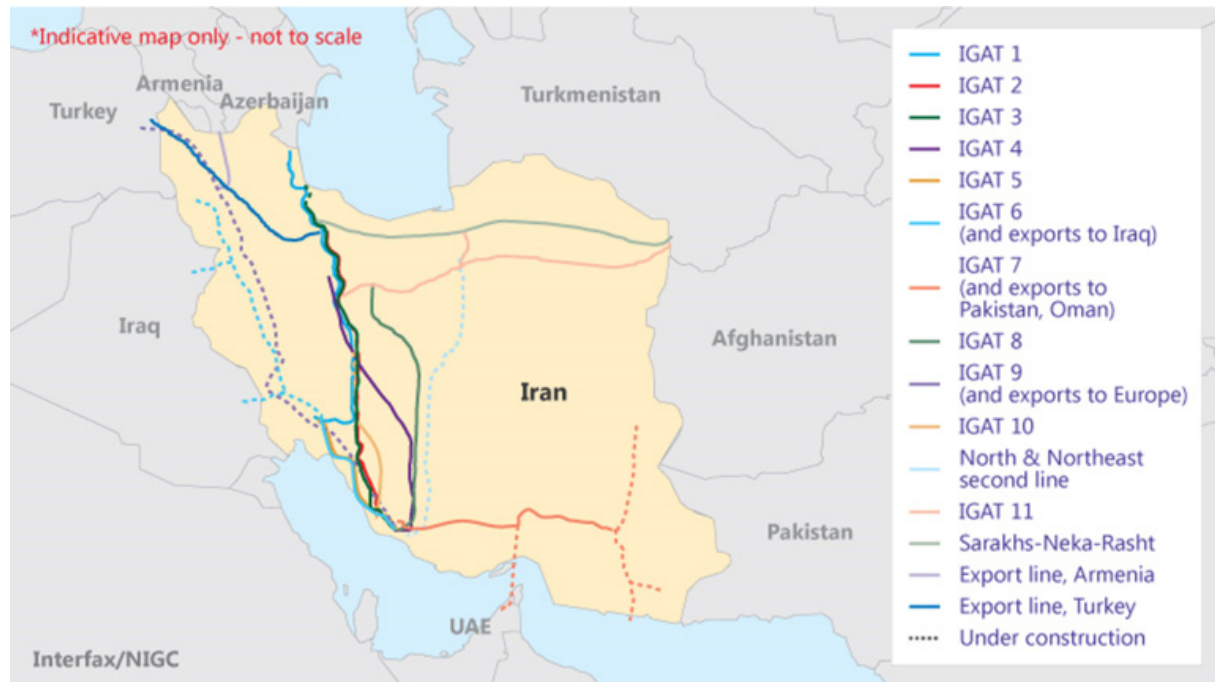 *Indicative map only - not to scale
Armenia
Azerbaijan
Turkey
Turkmenistan
Iraq
Afghanistan
Iran
Pakistan
UAE
Interfax/NIGC
IGAT 1
IGAT 2
IGAT 3
IGAT 4
IGAT 5
IGAT 6
(and exports to Iraq)
IGAT 7
(and exports to
Pakistan, Oman)
IGAT 8
IGAT 9
(and exports to Europe)
IGAT 10
North & Northeast
second line
IGAT 11
Sarakhs-Neka-Rasht
Export line, Armenia
Export line, Turkey
Under construction